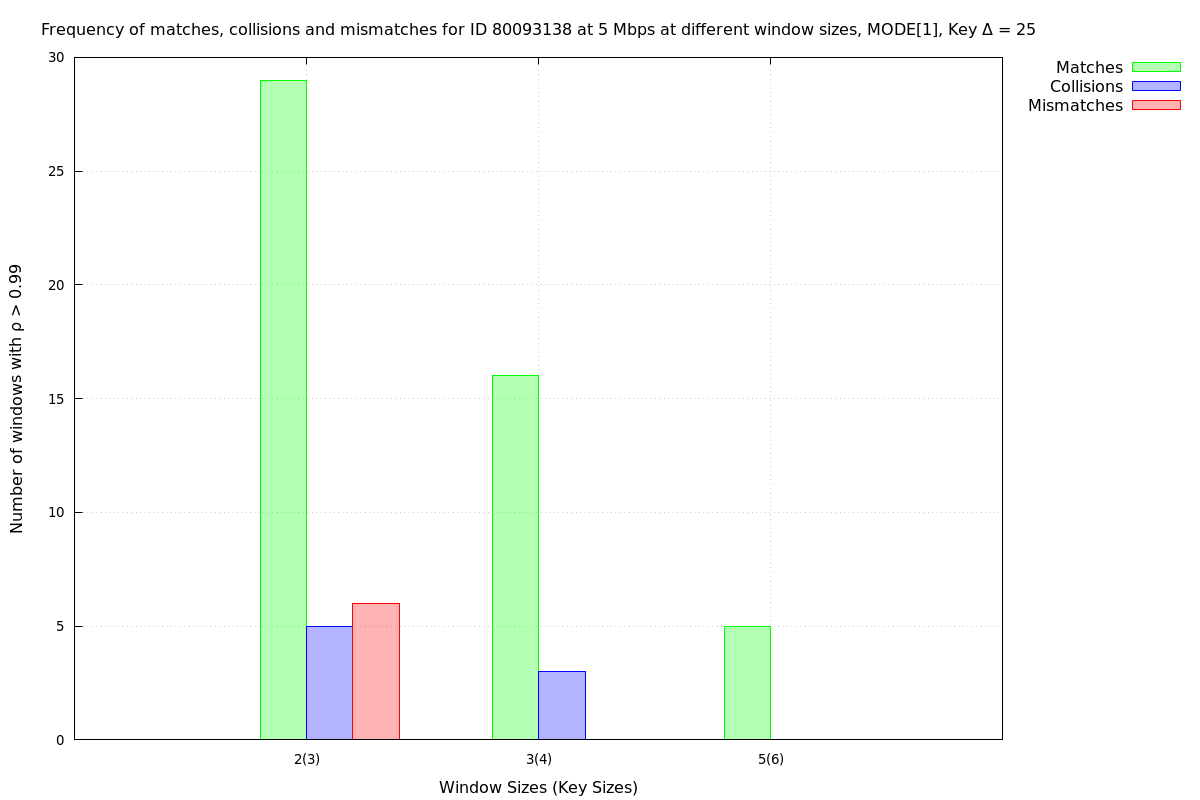 Frequency of matches, collisions and mismatches for ID 80093138 at 5 Mbps at different window sizes, MODE[1], Key Δ = 25
Matches
Collisions
Mismatches
Number of windows with ρ > 0.99
30
25
20
15
10
5
0
2(3)
3(4)
5(6)
Window Sizes (Key Sizes)